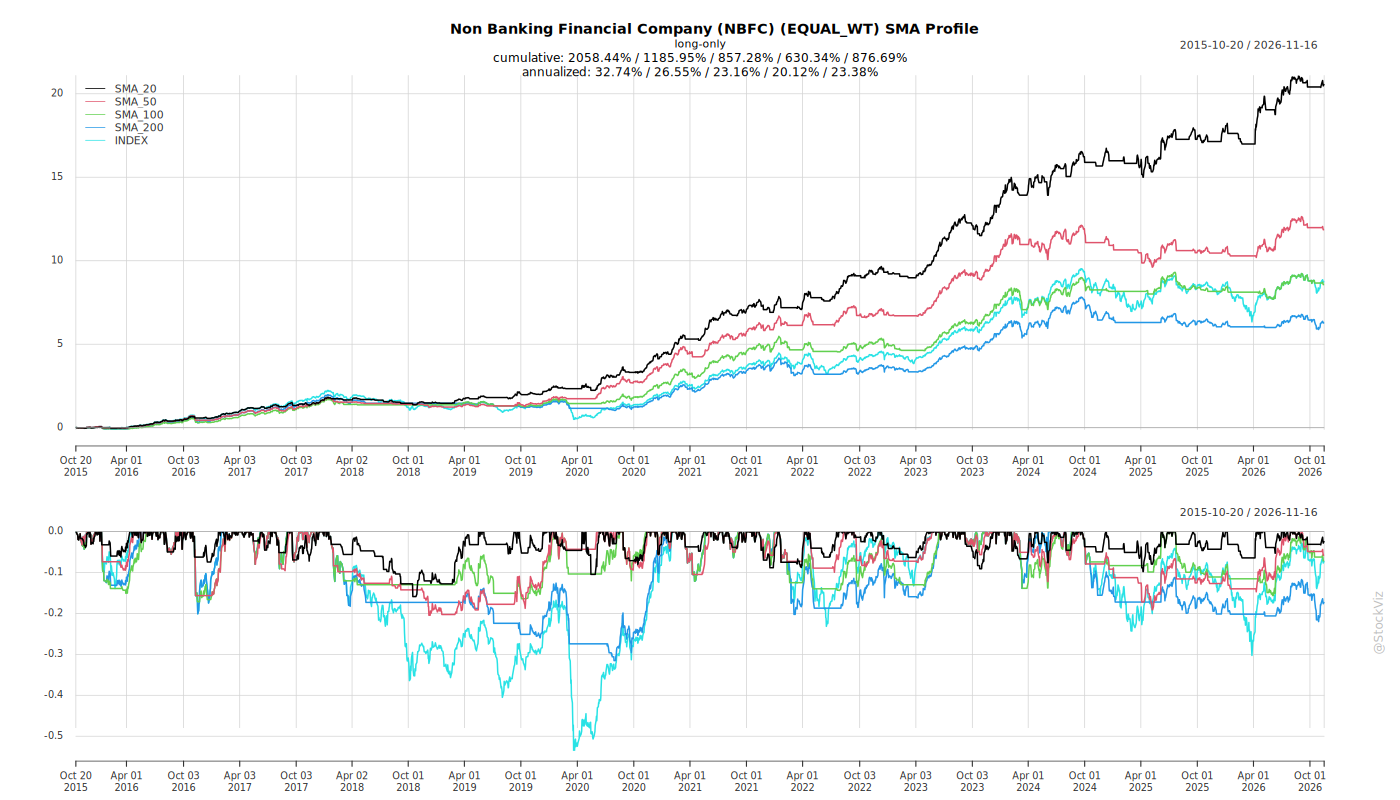 Non Banking Financial Company (NBFC) (EQUAL_WT) SMA Profile
long-only
cumulative: 2058.44% / 1185.95% / 857.28% / 630.34% / 876.69%
annualized: 32.74% / 26.55% / 23.16% / 20.12% / 23.38%
2015-10-20 / 2026-11-16
SMA_20
SMA_50
SMA_100
SMA_200
INDEX
20
15
10
5
0
Oct 20 Apr 01 Oct 03 Apr 03 Oct 03 Apr 02 Oct 01 Apr 01 Oct 01 Apr 01 Oct 01 Apr 01 Oct 01 Apr 01 Oct 03 Apr 03 Oct 03 Apr 01 Oct 01 Apr 01 Oct 01 Apr 01 Oct 01
2015 2016 2016 2017 2017 2018 2018 2019 2019 2020 2020 2021 2021 2022 2022 2023 2023 2024 2024 2025 2025 2026 2026
2015-10-20 / 2026-11-16
0.0
-0.1
-0.2
-0.3
-0.4
-0.5
Oct 20 Apr 01 Oct 03 Apr 03 Oct 03 Apr 02 Oct 01 Apr 01 Oct 01 Apr 01 Oct 01 Apr 01 Oct 01 Apr 01 Oct 03 Apr 03 Oct 03 Apr 01 Oct 01 Apr 01 Oct 01 Apr 01 Oct 01
2015 2016 2016 2017 2017 2018 2018 2019 2019 2020 2020 2021 2021 2022 2022 2023 2023 2024 2024 2025 2025 2026 2026
@StockViz